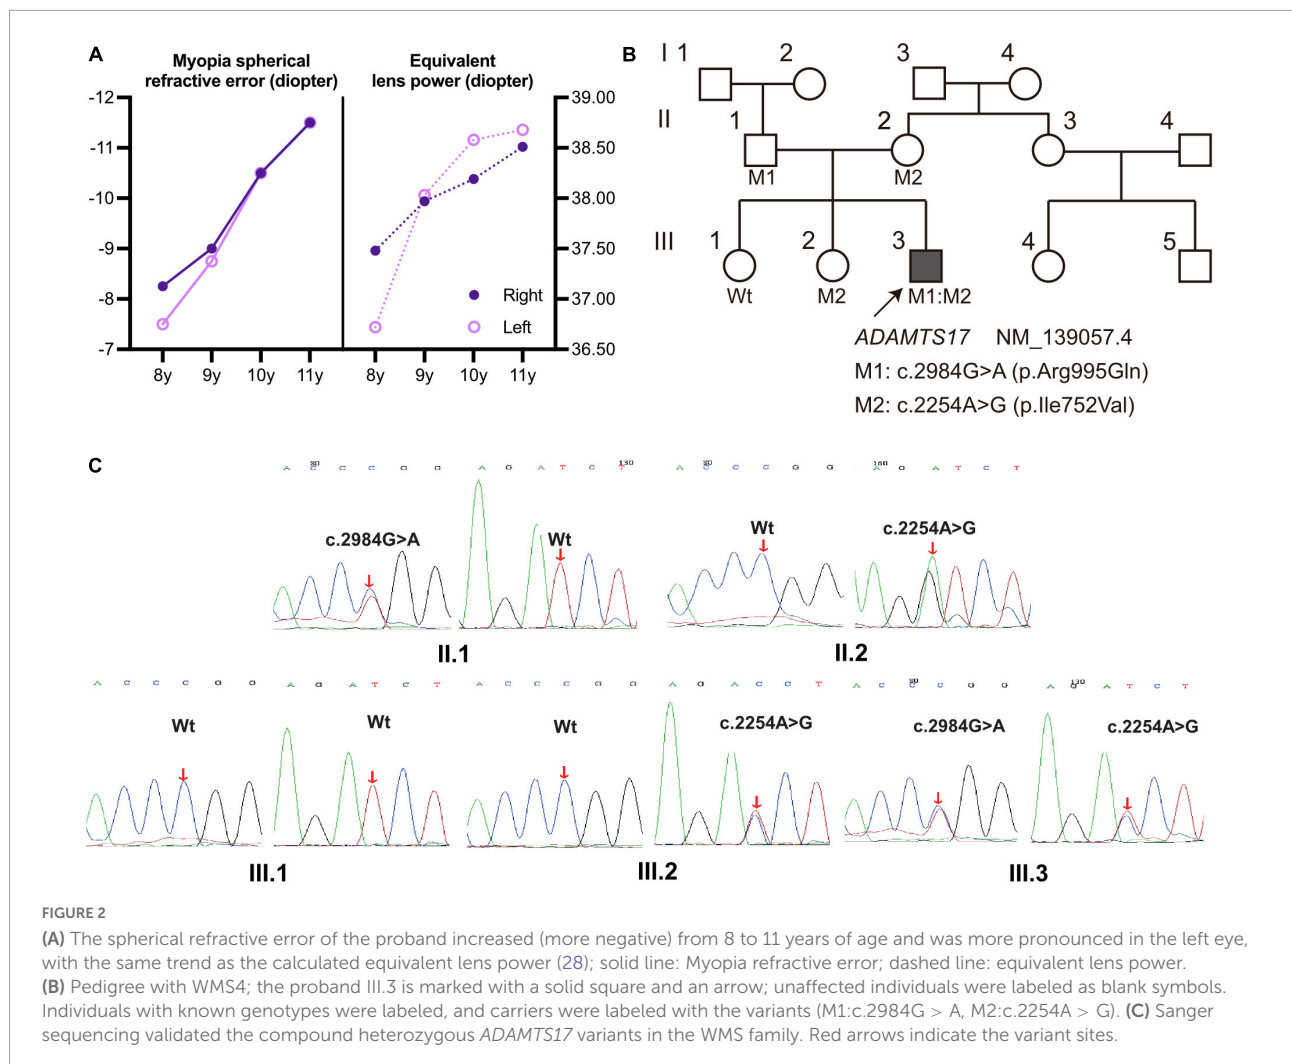 A
Myopia spherical
refractive error (diopter)
Equivalent
lens power (diopter)
-12
-11
-10
-9
-8
-7
39.00
38.50
38.00
37.50
37.00
36.50
Right
Left
8y 9y 10y 11y 8y 9y 10y 11y
B
I 1 2 3 4
II 1 2 3 4
M1 M2
III 1 2 3 4 5
Wt M2 M1:M2
ADAMTS17 NM_139057.4
M1: c.2984G>A (p.Arg995Gln)
M2: c.2254A>G (p.Ile752Val)
C
80 130 80 160
A C C C G G A G A T C T A C C C G G A G A T C T
c.2984G>A Wt Wt c.2254A>G
II.1 II.2
80 130
A C C C G G A G A T C T A C C C G G A G A C C T A C C C G G A G A T C T
Wt Wt Wt c.2254A>G c.2984G>A c.2254A>G
III.1 III.2 III.3
FIGURE 2
(A) The spherical refractive error of the proband increased (more negative) from 8 to 11 years of age and was more pronounced in the left eye,
with the same trend as the calculated equivalent lens power (28); solid line: Myopia refractive error; dashed line: equivalent lens power.
(B) Pedigree with WMS4; the proband III.3 is marked with a solid square and an arrow; unaffected individuals were labeled as blank symbols.
Individuals with known genotypes were labeled, and carriers were labeled with the variants (M1:c.2984G > A, M2:c.2254A > G). (C) Sanger
sequencing validated the compound heterozygous ADAMTS17 variants in the WMS family. Red arrows indicate the variant sites.